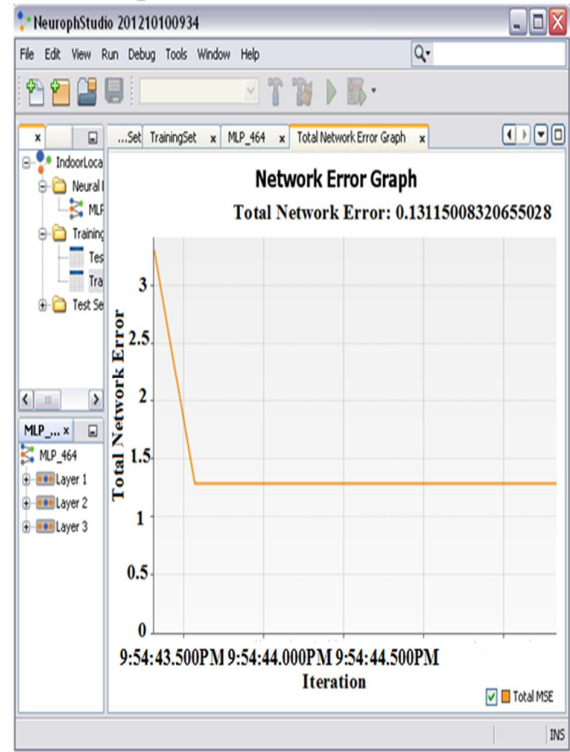 NeurophStudio 201210100934
File Edit View Run Debug Tools Window Help
...Set TrainingSet x MLP_464 x Total Network Error Graph x
IndoorLoca
Neural
MLP
Training
Tes
Tra
Test Se
MLP_... x
MLP_464
Layer 1
Layer 2
Layer 3
Network Error Graph
Total Network Error: 0.13115008320655028
Total Network Error
3
2.5
2
1.5
1
0.5
0
9:54:43.500PM 9:54:44.000PM 9:54:44.500PM
Iteration
Total MSE
INS